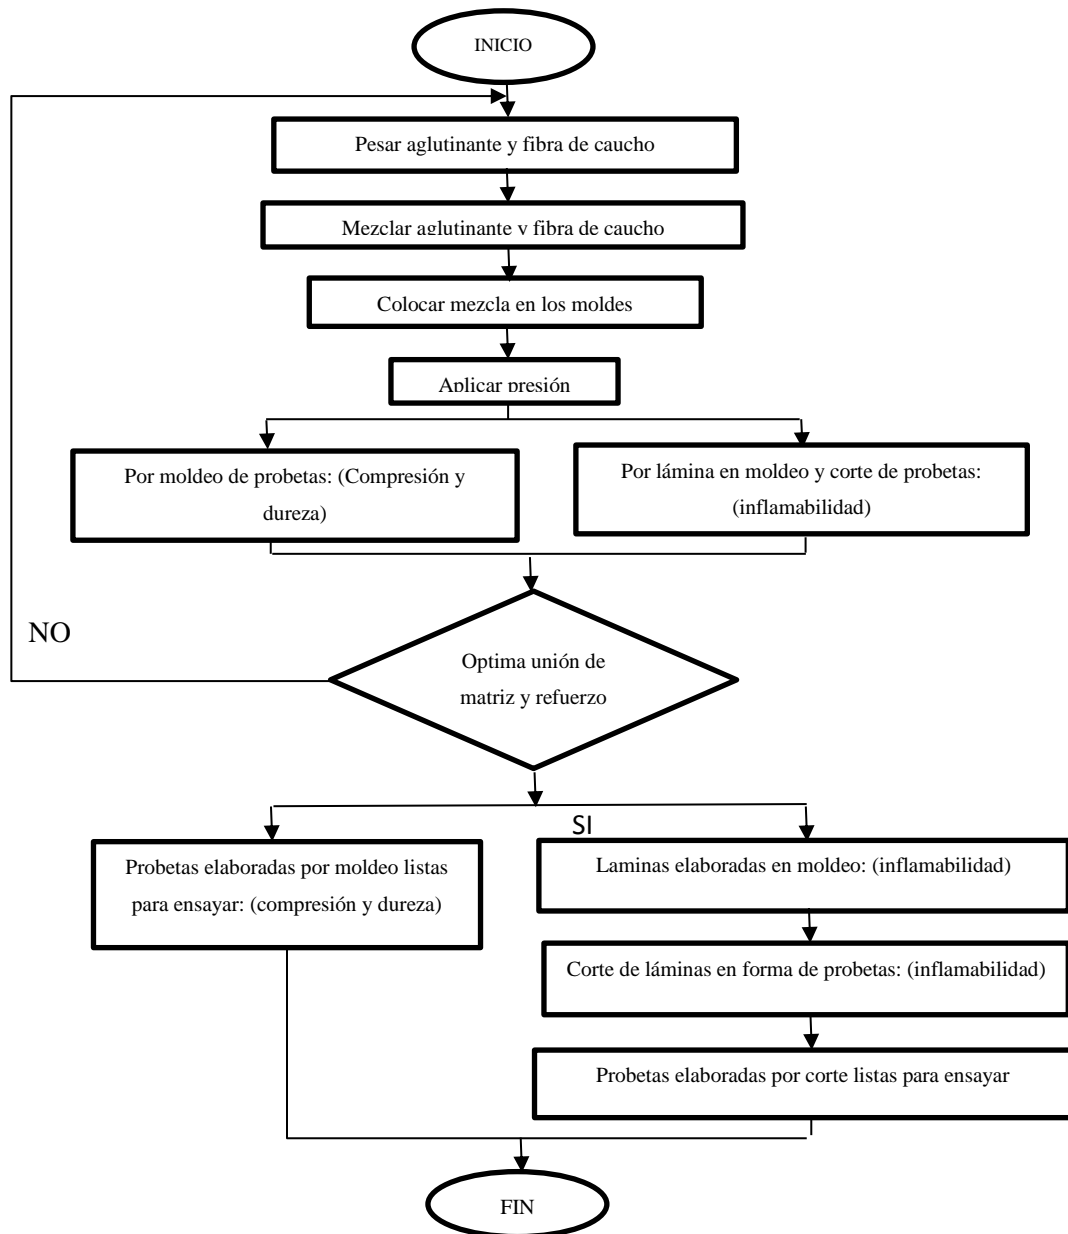 INICIO
Pesar aglutinante y fibra de caucho
Mezclar aglutinante y fibra de caucho
Colocar mezcla en los moldes
Aplicar presión
Por moldeo de probetas: (Compresión y
dureza)
Por lámina en moldeo y corte de probetas:
(inflamabilidad)
NO
Optima unión de
matriz y refuerzo
SI
Probetas elaboradas por moldeo listas
para ensayar: (compresión y dureza)
Laminas elaboradas en moldeo: (inflamabilidad)
Corte de láminas en forma de probetas: (inflamabilidad)
Probetas elaboradas por corte listas para ensayar
FIN